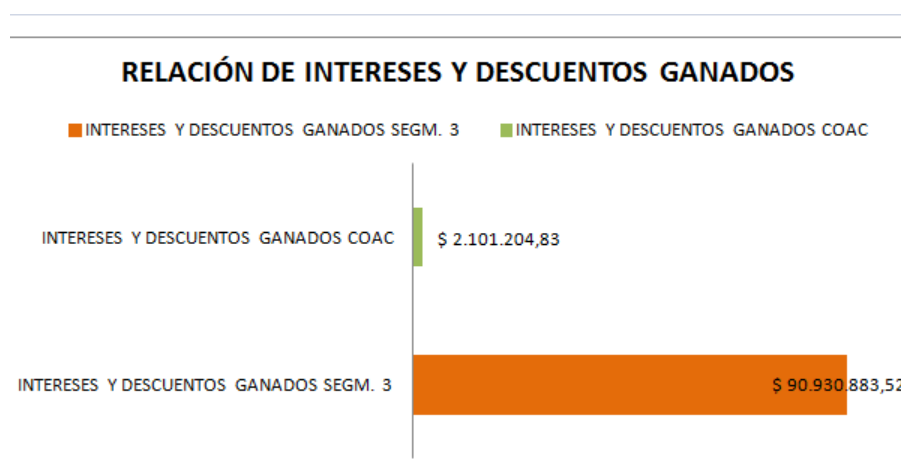 RELACIÓN DE INTERESES Y DESCUENTOS GANADOS
INTERESES Y DESCUENTOS GANADOS SEGM. 3 INTERESES Y DESCUENTOS GANADOS COAC
INTERESES Y DESCUENTOS GANADOS COAC $ 2.101.204,83
INTERESES Y DESCUENTOS GANADOS SEGM. 3 $ 90.930.883,52